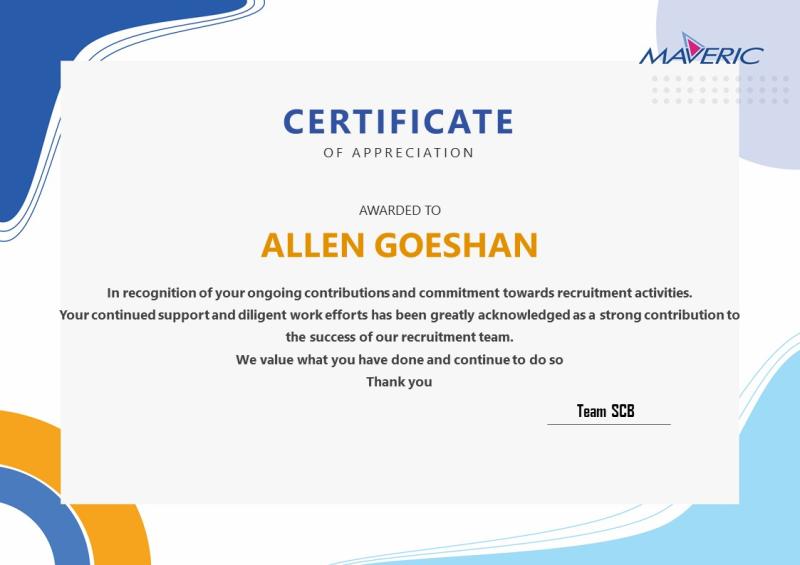 MAVERIC
CERTIFICATE
OF APPRECIATION
AWARDED TO
ALLEN GOESHAN
In recognition of your ongoing contributions and commitment towards recruitment activities.
Your continued support and diligent work efforts has been greatly acknowledged as a strong contribution to
the success of our recruitment team.
We value what you have done and continue to do so
Thank you
Team SCB